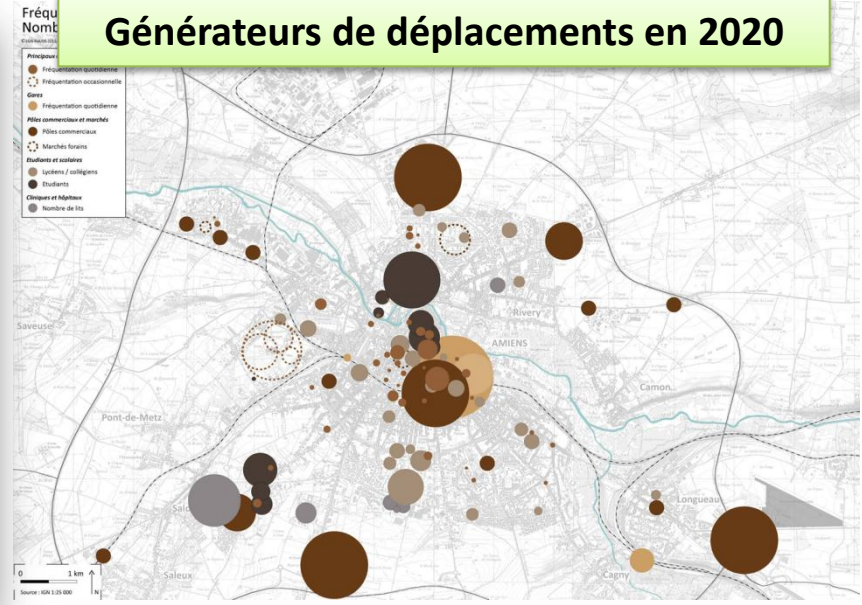 Générateurs de déplacements en 2020
Fréqu
Nomb
Principaux
Fréquentation quotidienne
Fréquentation occasionnelle
Gares
Fréquentation quotidienne
Pôles commerciaux et marchés
Pôles commerciaux
Marchés forains
Etudiants et scolaires
Lycéens / collégiens
Etudiants
Cliniques et hôpitaux
Nombre de lits
Saveuse
Rivery
AMIENS
Camon
Pont-de-Metz
Longueau
Salo
Saleux
Cagny
0 1 km
N
Source : IGN 1:25 000